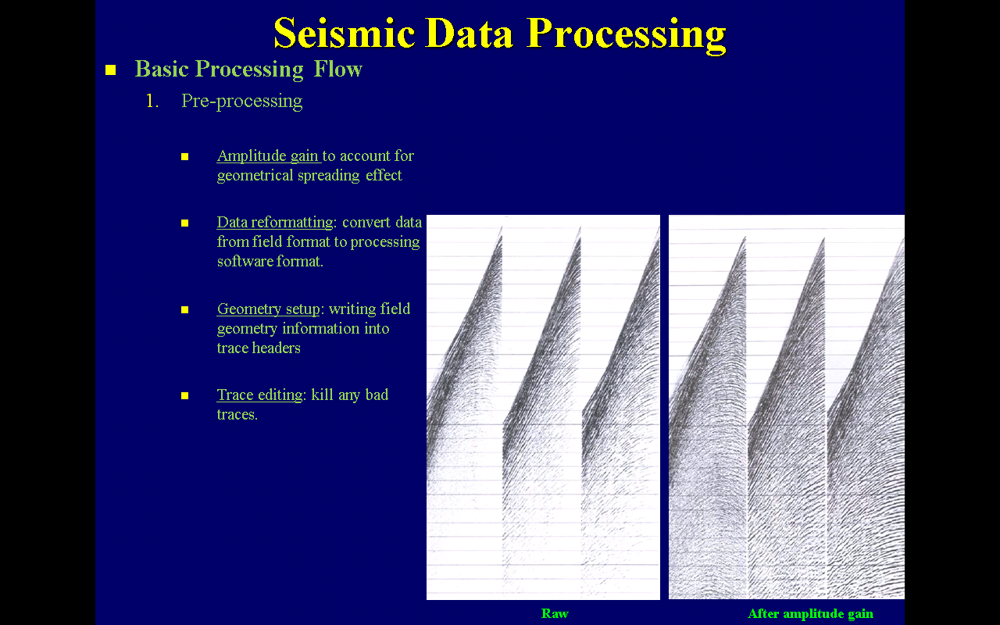 Seismic Data Processing
Basic Processing Flow
1. Pre-processing
Amplitude gain to account for
geometrical spreading effect
Data reformatting: convert data
from field format to processing
software format.
Geometry setup: writing field
geometry information into
trace headers
Trace editing: kill any bad
traces.
Raw
After amplitude gain